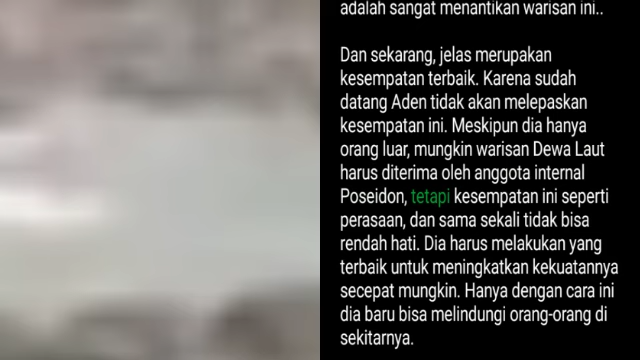 adalah sangat menantikan warisan ini..
Dan sekarang, jelas merupakan
kesempatan terbaik. Karena sudah
datang Aden tidak akan melepaskan
kesempatan ini. Meskipun dia hanya
orang luar, mungkin warisan Dewa Laut
harus diterima oleh anggota internal
Poseidon, tetapi kesempatan ini seperti
perasaan, dan sama sekali tidak bisa
rendah hati. Dia harus melakukan yang
terbaik untuk meningkatkan kekuatannya
secepat mungkin. Hanya dengan cara ini
dia baru bisa melindungi orang-orang di
sekitarnya.